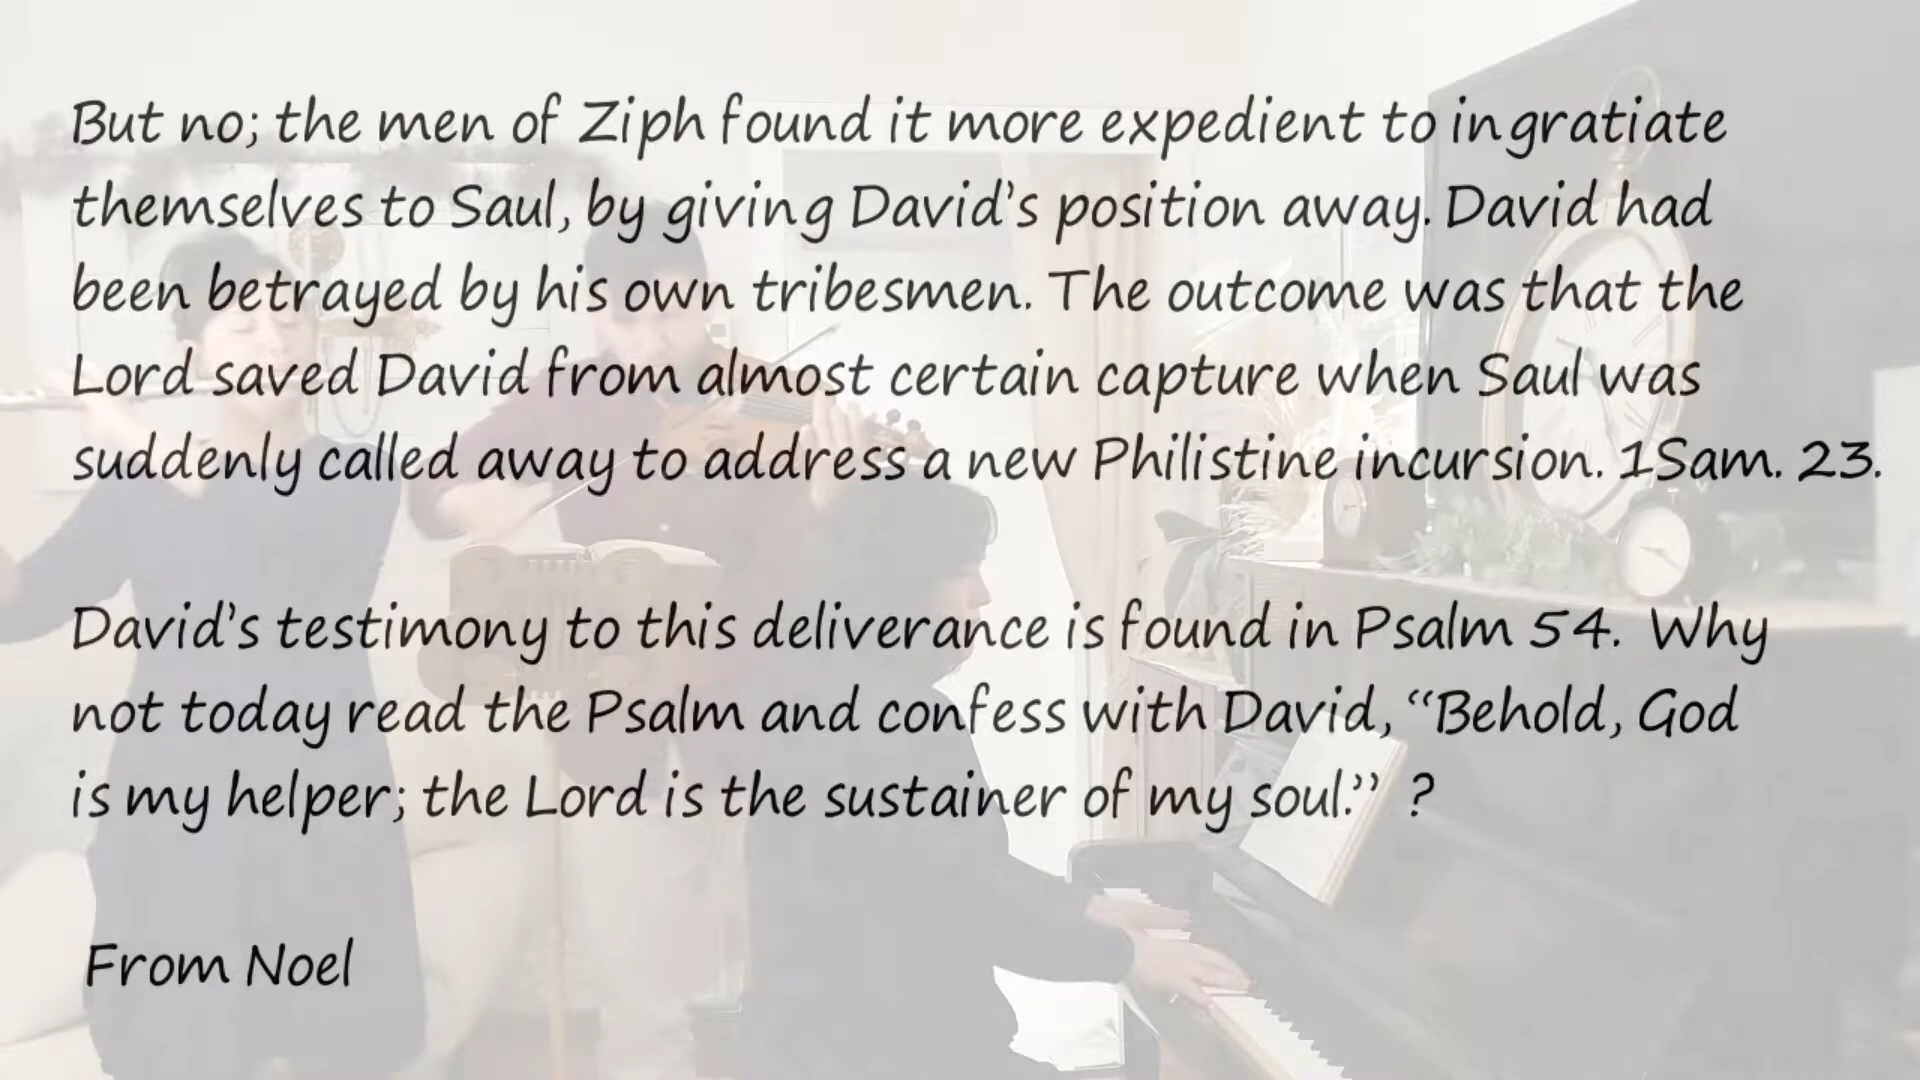 But no; the men of Ziph found it more expedient to ingratiate
themselves to Saul, by giving David's position away. David had
been betrayed by his own tribesmen. The outcome was that the
Lord saved David from almost certain capture when Saul was
suddenly called away to address a new Philistine incursion. 1Sam. 23.
David's testimony to this deliverance is found in Psalm 54. Why
not today read the Psalm and confess with David, “Behold, God
is my helper; the Lord is the sustainer of my soul.” ?
From Noel